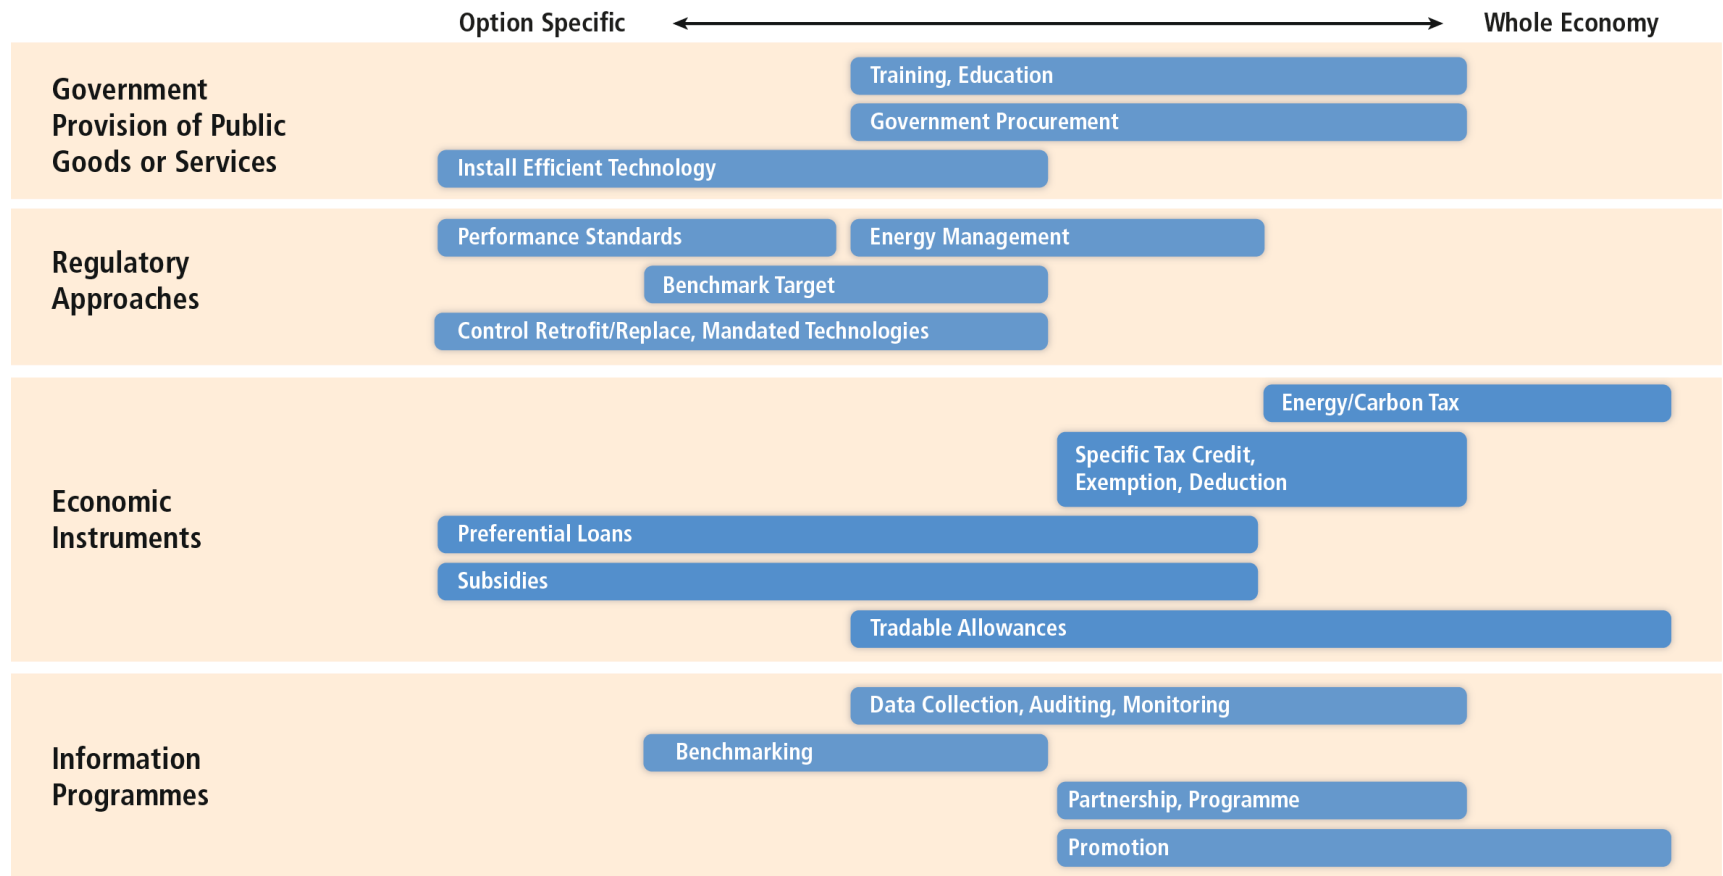 Option Specific
Whole Economy
Government
Provision of Public
Goods or Services
Training, Education
Government Procurement
Install Efficient Technology
Regulatory
Approaches
Performance Standards
Energy Management
Benchmark Target
Control Retrofit/Replace, Mandated Technologies
Economic
Instruments
Energy/Carbon Tax
Specific Tax Credit,
Exemption, Deduction
Preferential Loans
Subsidies
Tradable Allowances
Information
Programmes
Data Collection, Auditing, Monitoring
Benchmarking
Partnership, Programme
Promotion